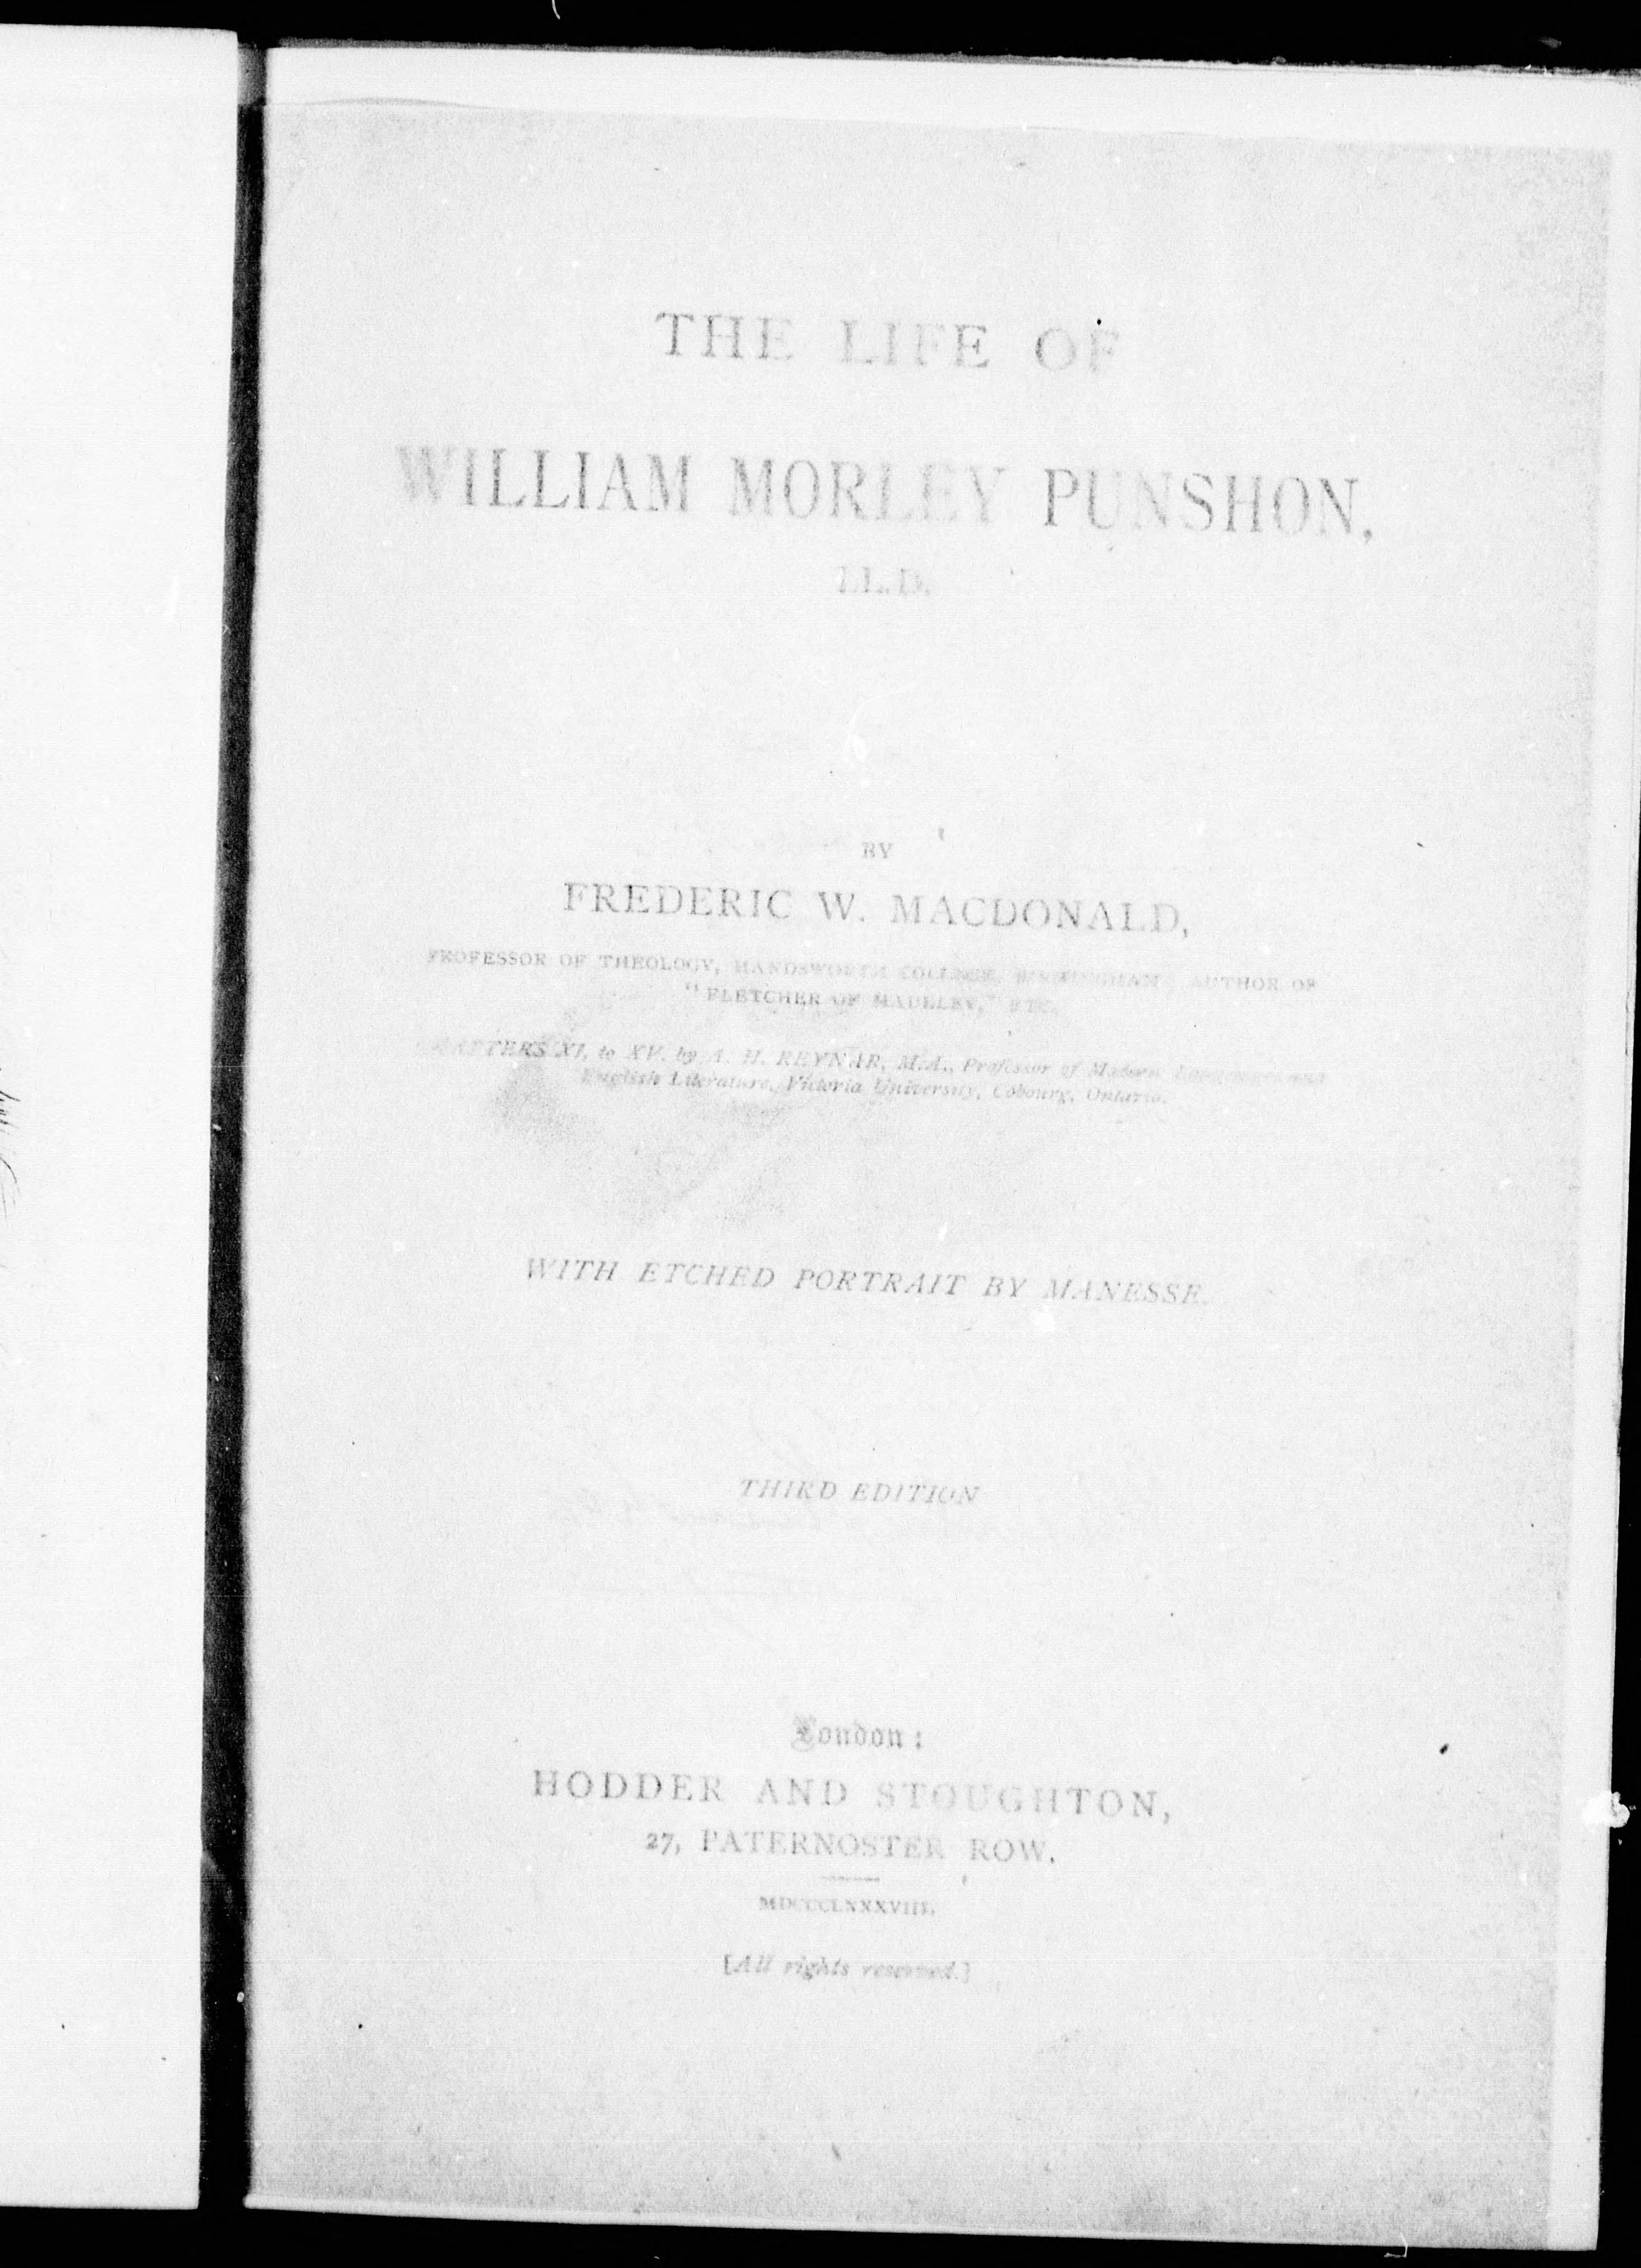 THE LIFE OF
WILLIAM MORLEY PUNSHON,
LL.D.
BY
FREDERIC W. MACDONALD,
PROFESSOR OF THEOLOGY, HANDSWORTH COLLEGE, BIRMINGHAM; AUTHOR OF
"FLETCHER OF MADELEY," ETC.
CHAPTERS XI. to XV. by A. H. REYNAR, M.A., Professor of Modern Languages and
English Literature, Victoria University, Cobourg, Ontario.
WITH ETCHED PORTRAIT BY MANESSE.
THIRD EDITION
London:
HODDER AND STOUGHTON,
27, PATERNOSTER ROW.
MDCCCLXXXVIII.
[All rights reserved.]